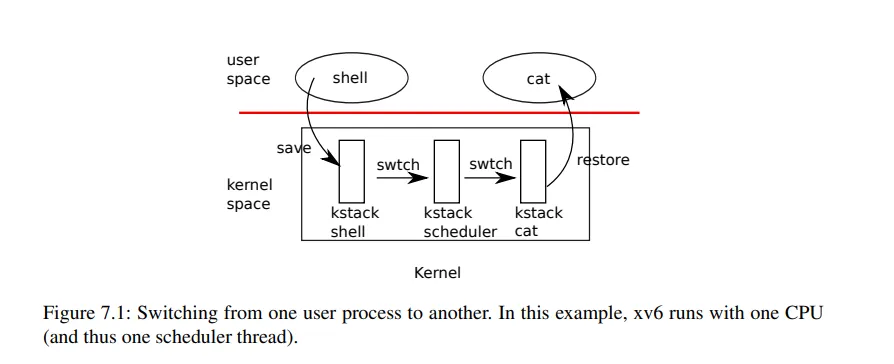 user
space
shell
cat
save
swtch
swtch
restore
kernel
space
kstack
shell
kstack
scheduler
kstack
cat
Kernel
Figure 7.1: Switching from one user process to another. In this example, xv6 runs with one CPU
(and thus one scheduler thread).